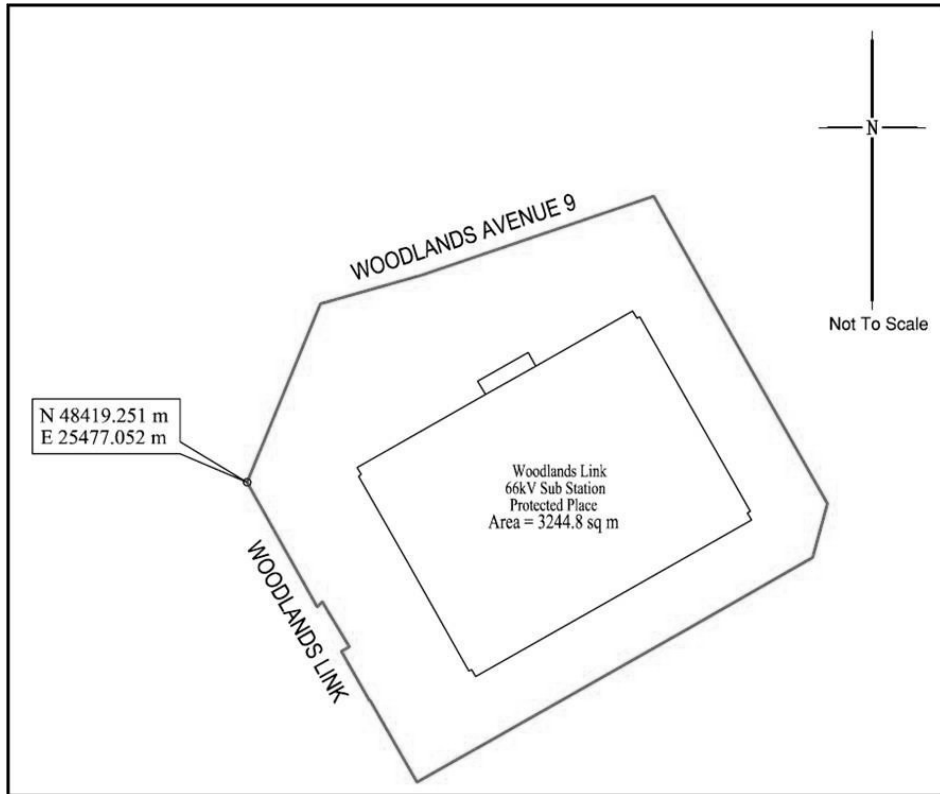 WOODLANDS AVENUE 9
N
Not To Scale
N 48419.251 m
E 25477.052 m
Woodlands Link
66kV Sub Station
Protected Place
Area = 3244.8 sq m
WOODLANDS LINK